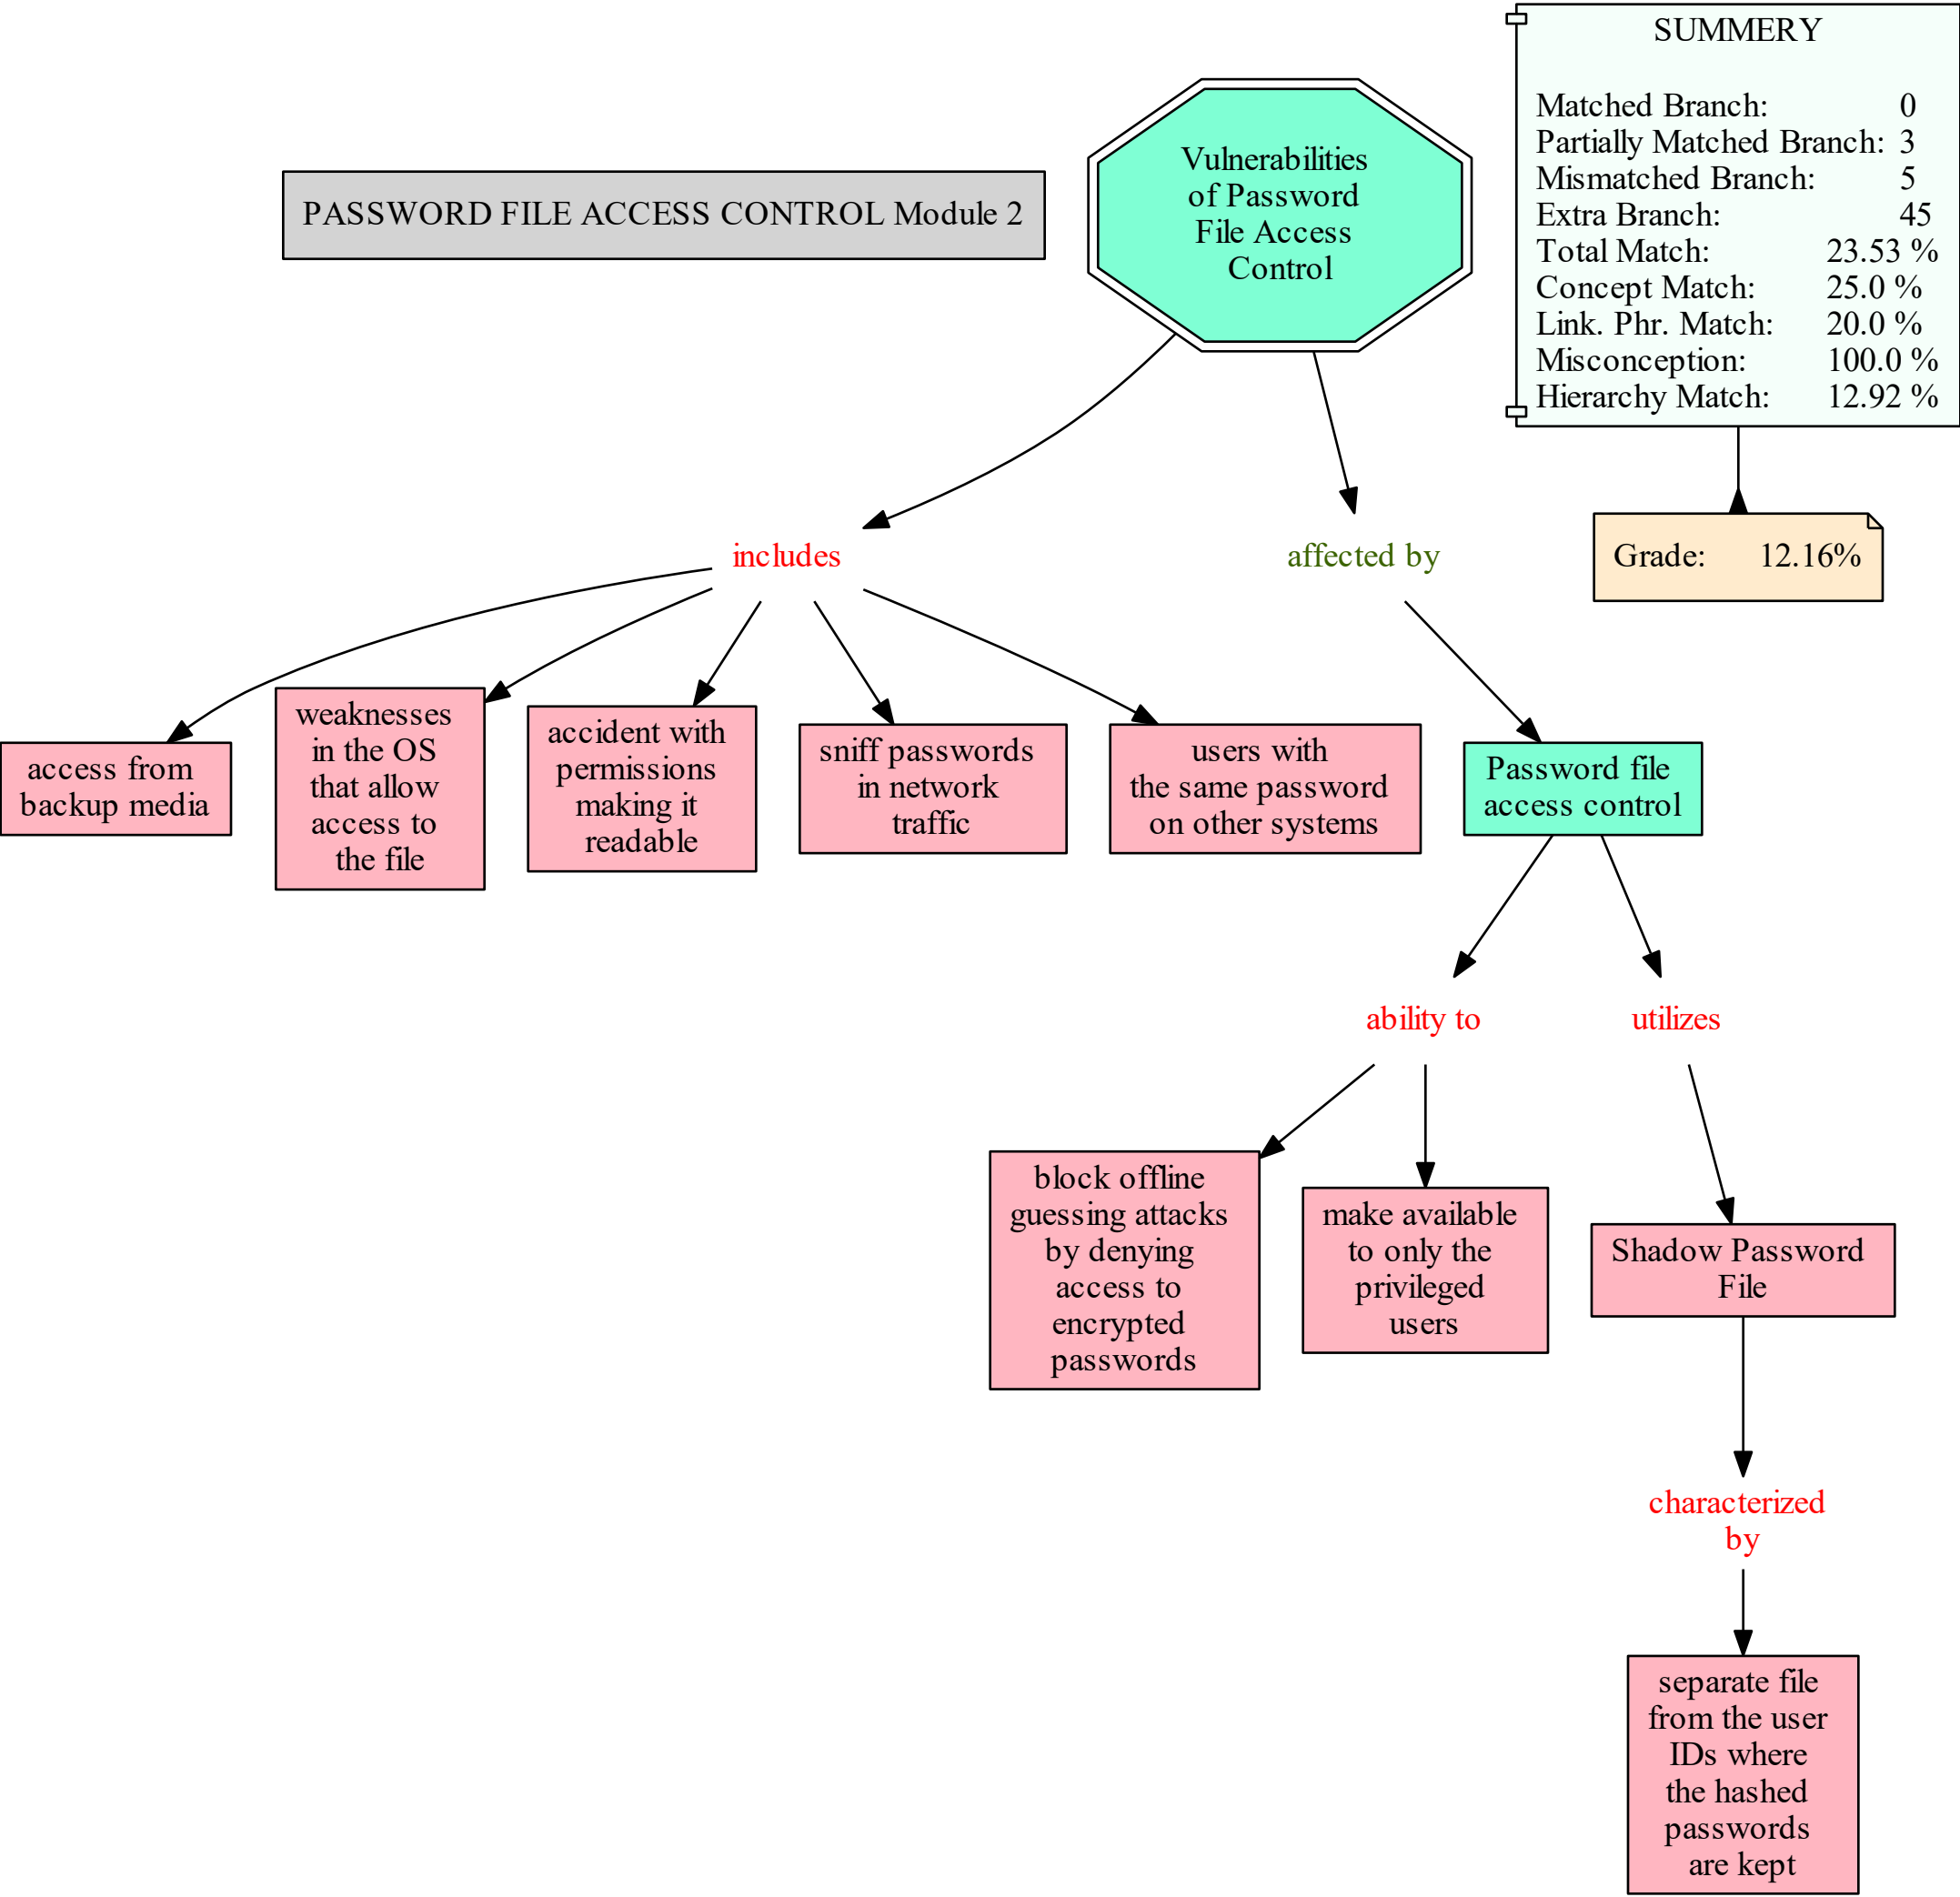 SUMMERY
Matched Branch: 0
Partially Matched Branch: 3
Mismatched Branch: 5
Extra Branch: 45
Total Match: 23.53 %
Concept Match: 25.0 %
Link. Phr. Match: 20.0 %
Misconception: 100.0 %
Hierarchy Match: 12.92 %
Grade: 12.16%
PASSWORD FILE ACCESS CONTROL Module 2
Vulnerabilities
of Password
File Access
Control
includes
affected by
access from
backup media
weaknesses
in the OS
that allow
access to
the file
accident with
permissions
making it
readable
sniff passwords
in network
traffic
users with
the same password
on other systems
Password file
access control
ability to
utilizes
block offline
guessing attacks
by denying
access to
encrypted
passwords
make available
to only the
privileged
users
Shadow Password
File
characterized
by
separate file
from the user
IDs where
the hashed
passwords
are kept